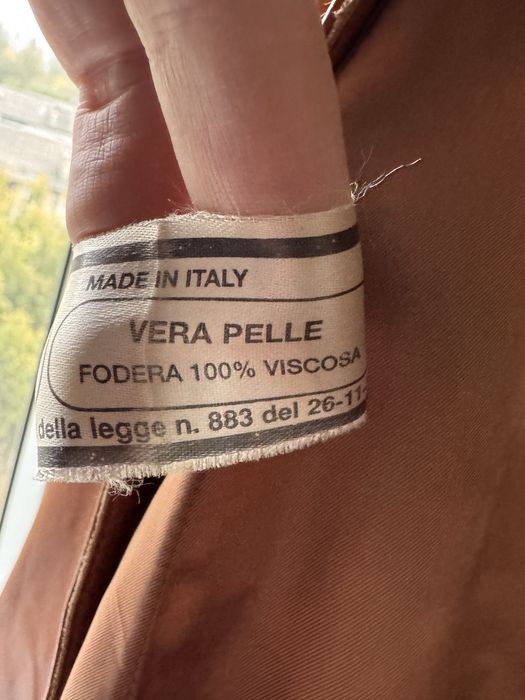 MADE IN ITALY
VERA PELLE
FODERA 100% VISCOSA
della legge n. 883 del 26-11-